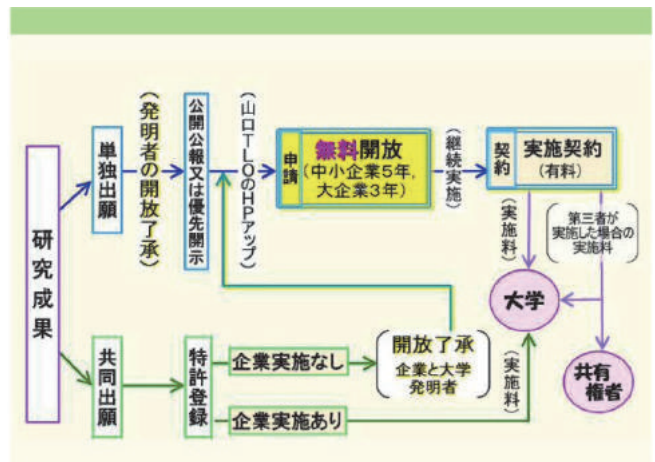 研究成果
単独出願
（発明者の開放了承）
公開公報又は優先開示
（山口TLOのHPアップ）
申請
無料開放
（中小企業5年、
大企業3年）
（継続実施）
契約
実施契約
（有料）
（実施料）
第三者が
実施した場合の
実施料
大学
共有
権者
共同出願
特許登録
企業実施なし
開放了承
企業と大学
発明者
企業実施あり
（実施料）